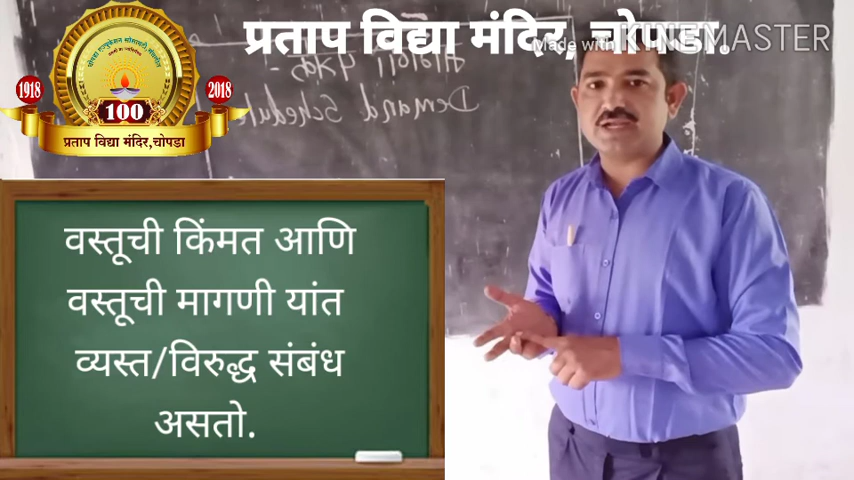 प्रताप विद्या मंदिर, चोपडा.
Made with KINEMASTER
1918
2018
100
प्रताप विद्या मंदिर,चोपडा
Demand Schedule
वस्तूची किंमत आणि
वस्तूची मागणी यांत
व्यस्त/विरुद्ध संबंध
असतो.